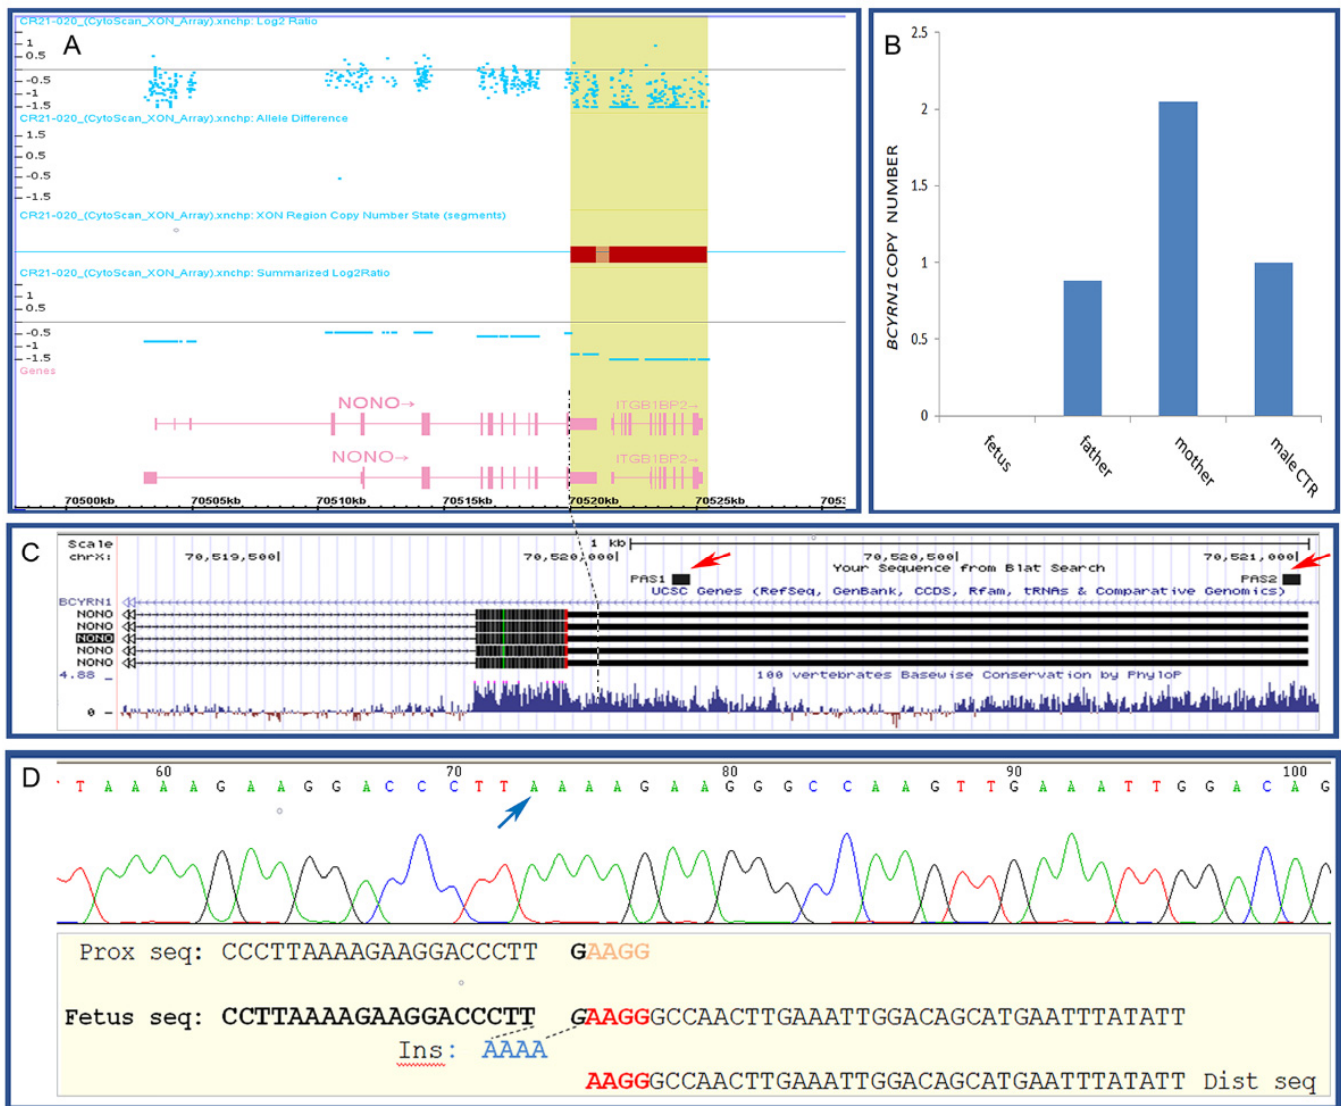 CR21-020_(CytoScan_XON_Array).xnchp: Log2 Ratio
A
1
0.5
-0.5
-1
-1.5
CR21-020_(CytoScan_XON_Array).xnchp: Allele Difference
1.5
0.5
-0.5
-1.5
CR21-020_(CytoScan_XON_Array).xnchp: XON Region Copy Number State (segments)
CR21-020_(CytoScan_XON_Array).xnchp: Summarized Log2Ratio
1
0.5
-0.5
-1
-1.5
Genes
NONO→ ITGB1BP2→
NONO→ ITGB1BP2→
70500kb 70505kb 70510kb 70515kb 70520kb 70525kb
B
2.5
2
1.5
1
0.5
0
BCYRN1 COPY NUMBER
fetus father mother male CTR
C
Scale 1 kb
chrX: 70,519,500| 70,520,000| 70,520,500| 70,521,000|
Your Sequence from Blat Search
PAS1 PAS2
UCSC Genes (RefSeq, GenBank, CCDS, Rfam, tRNAs & Comparative Genomics)
BCYRN1
NONO
NONO
NONO
NONO
NONO
4.88 _ 100 vertebrates Basewise Conservation by PhyloP
0 _
D
60 70 80 90 100
T A A A A G A A G G A C C C T T A A A A G A A G G G C C A A G T T G A A A T T G G A C A G
Prox seq: CCCTTAAAAGAAGGACCCTT GAAGG
Fetus seq: CCTTAAAAGAAGGACCCTT GAAGGGCCAACTTGAAATTGGACAGCATGAATTTATATT
Ins: AAAA
AAGGGCCAACTTGAAATTGGACAGCATGAATTTATATT Dist seq